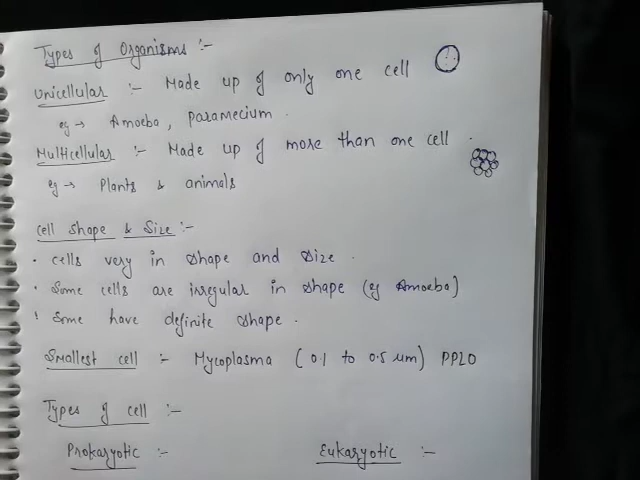 Types of Organisms :-
Unicellular :- Made up of only one cell
eg → Amoeba, paramecium.
Multicellular :- Made up of more than one cell.
eg → Plants & animals
Cell Shape & Size :-
• Cells very in shape and size.
• Some cells are irregular in shape (eg Amoeba)
• Some have definite shape.
Smallest cell :- Mycoplasma (0.1 to 0.5 μm) PPLO
Types of cell :-
Prokaryotic :- Eukaryotic :-